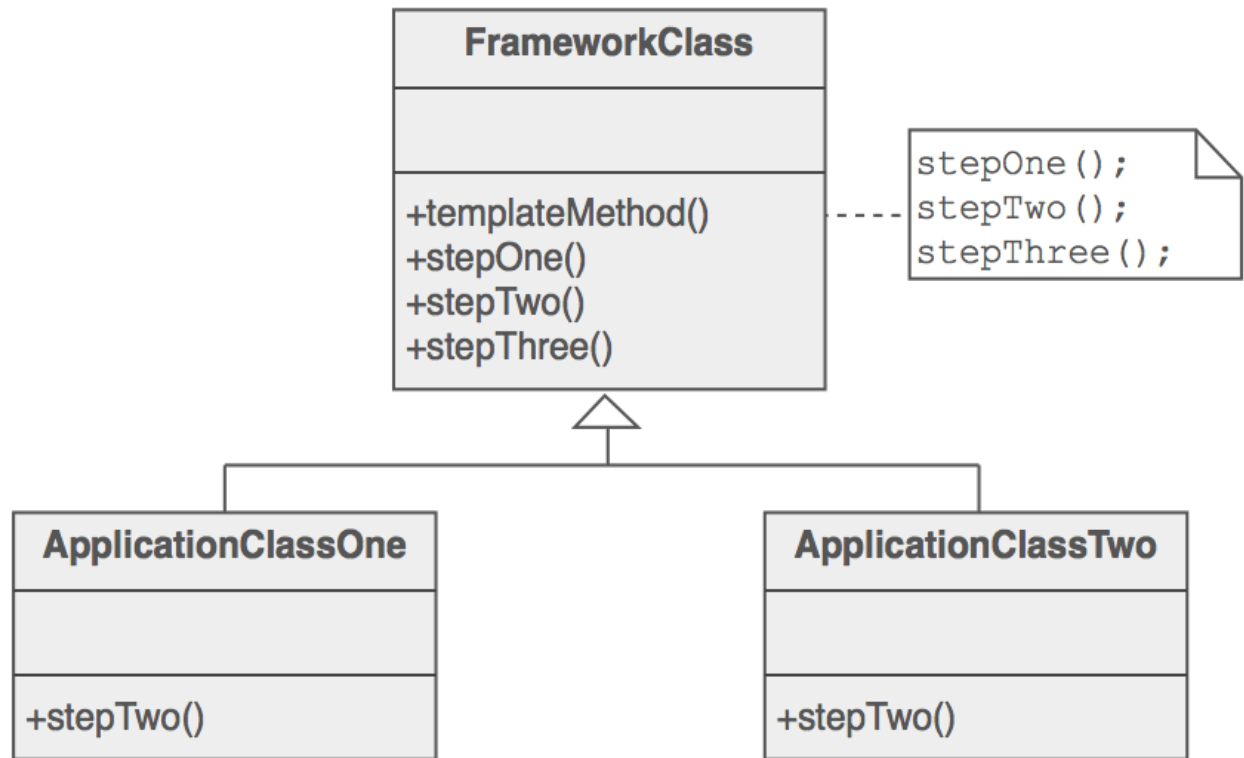 FrameworkClass
+templateMethod()
+stepOne()
+stepTwo()
+stepThree()
stepOne();
stepTwo();
stepThree();
ApplicationClassOne
+stepTwo()
ApplicationClassTwo
+stepTwo()